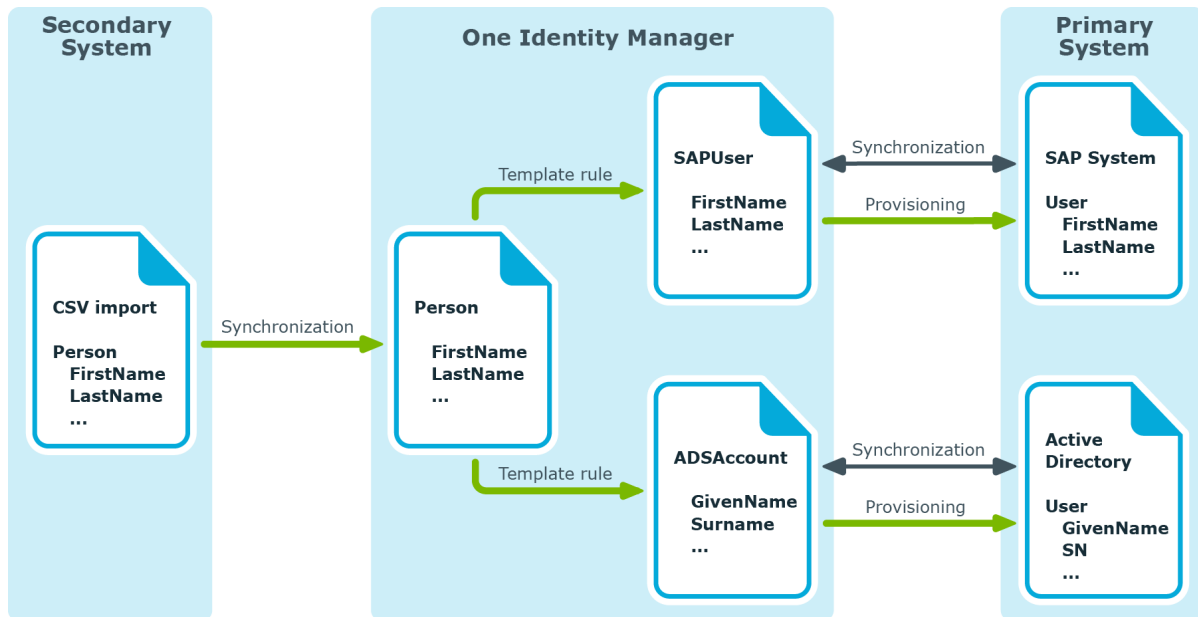 Secondary
System
One Identity Manager
Primary
System
CSV import
Person
FirstName
LastName
...
Synchronization
Person
FirstName
LastName
...
Template rule
Template rule
SAPUser
FirstName
LastName
...
ADSAccount
GivenName
Surname
...
Synchronization
Provisioning
Synchronization
Provisioning
SAP System
User
FirstName
LastName
...
Active
Directory
User
GivenName
SN
...